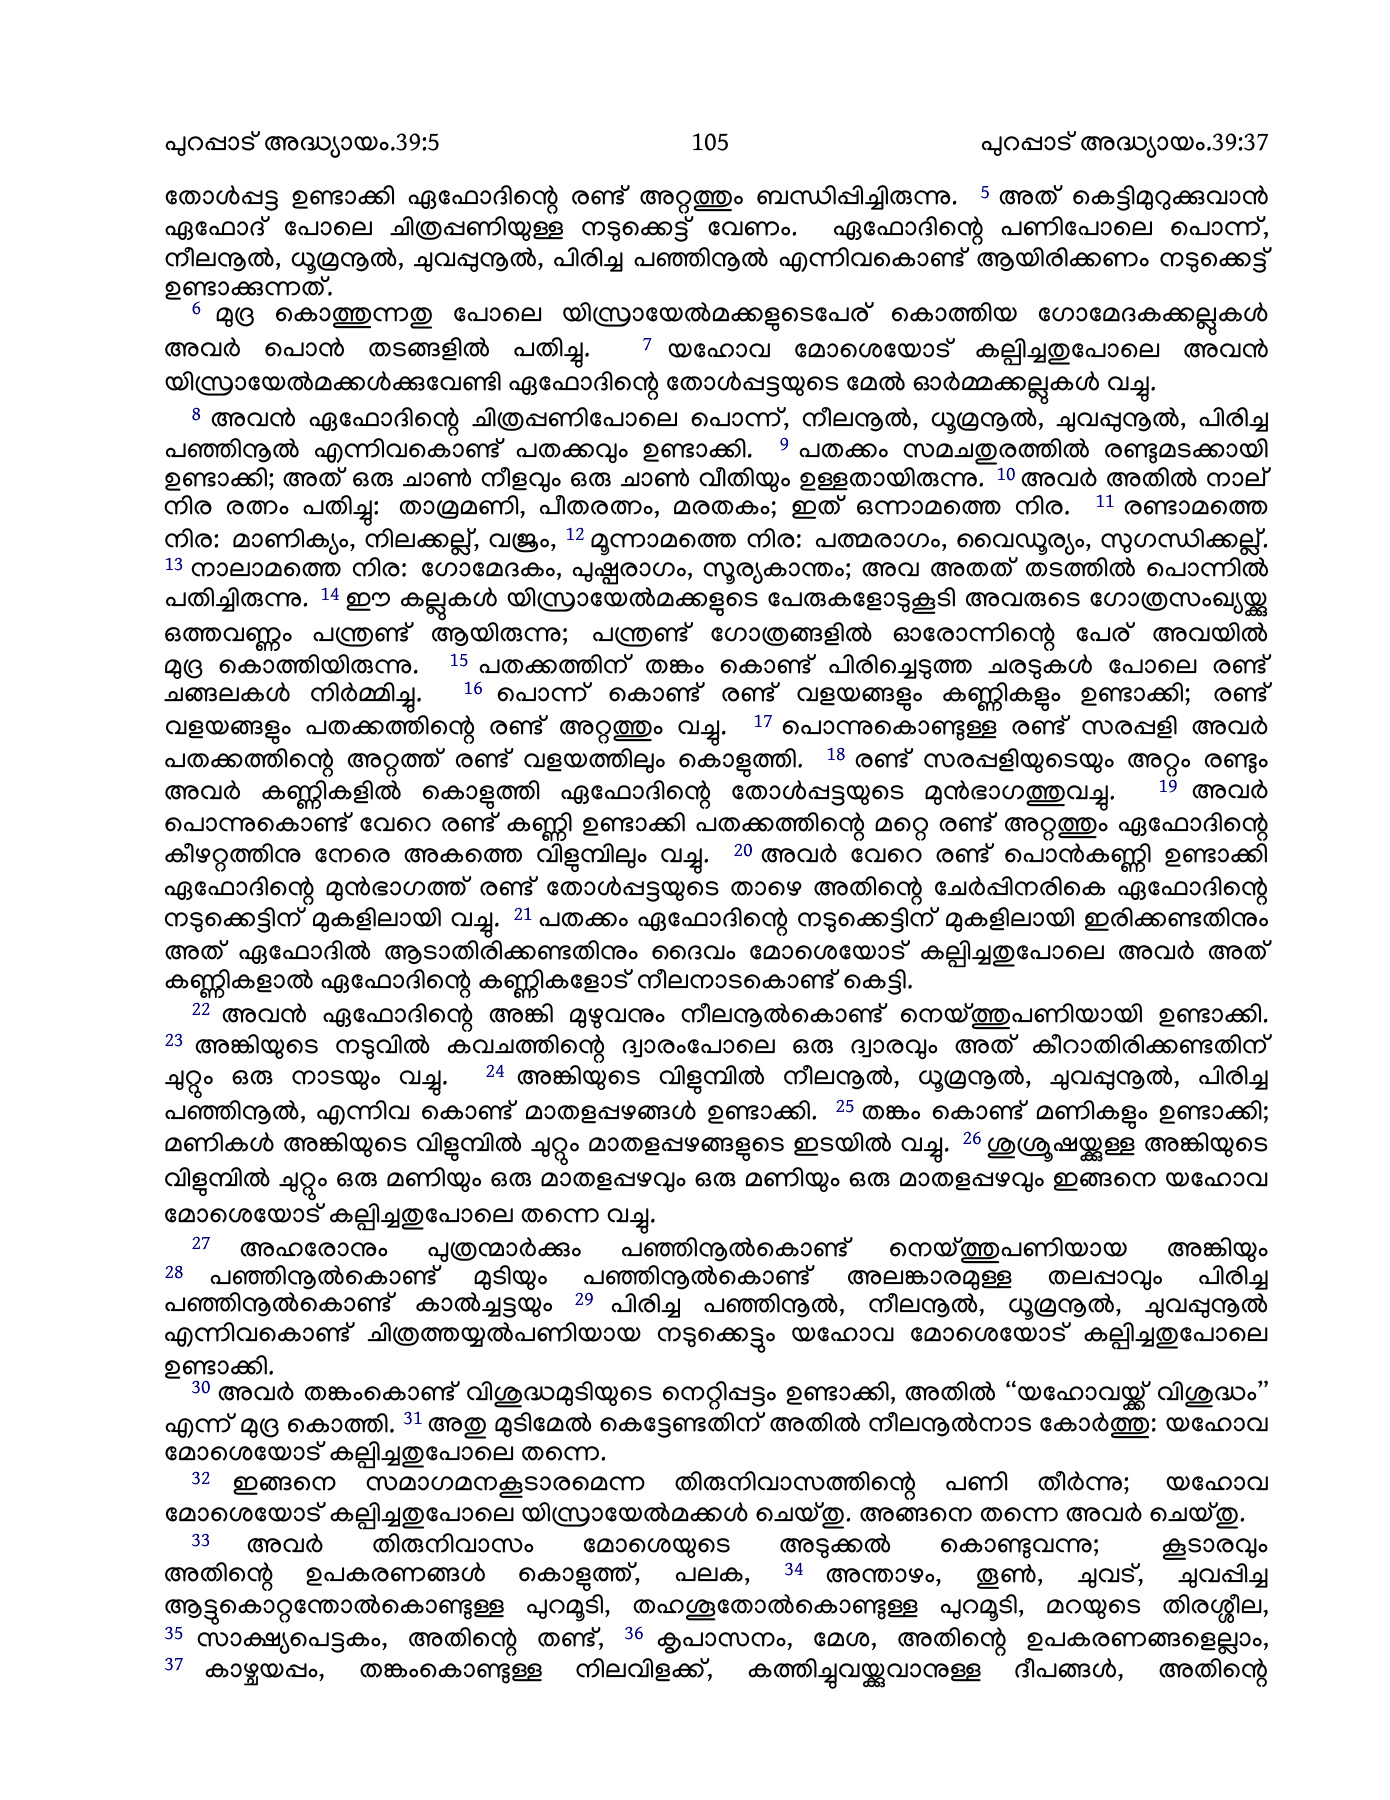 പുറപ്പാട് അദ്ധ്യായം.39:5 105 പുറപ്പാട് അദ്ധ്യായം.39:37
തോൾപ്പട്ട ഉണ്ടാക്കി ഏഫോദിന്റെ രണ്ട് അറ്റത്തും ബന്ധിപ്പിച്ചിരുന്നു. 5 അത് കെട്ടിമുറുക്കുവാൻ
ഏഫോദ് പോലെ ചിത്രപ്പണിയുള്ള നടുക്കെട്ട് വേണം. ഏഫോദിന്റെ പണിപോലെ പൊന്ന്,
നീലനൂൽ, ധൂമ്രനൂൽ, ചുവപ്പുനൂൽ, പിരിച്ച പഞ്ഞിനൂൽ എന്നിവകൊണ്ട് ആയിരിക്കണം നടുക്കെട്ട്
ഉണ്ടാക്കുന്നത്.
6 മുദ്ര കൊത്തുന്നതു പോലെ യിസ്രായേൽമക്കളുടെപേര് കൊത്തിയ ഗോമേദകക്കല്ലുകൾ
അവർ പൊൻ തടങ്ങളിൽ പതിച്ചു. 7 യഹോവ മോശെയോട് കല്പിച്ചതുപോലെ അവൻ
യിസ്രായേൽമക്കൾക്കുവേണ്ടി ഏഫോദിന്റെ തോൾപ്പട്ടയുടെ മേൽ ഓർമ്മക്കല്ലുകൾ വച്ചു.
8 അവൻ ഏഫോദിന്റെ ചിത്രപ്പണിപോലെ പൊന്ന്, നീലനൂൽ, ധൂമ്രനൂൽ, ചുവപ്പുനൂൽ, പിരിച്ച
പഞ്ഞിനൂൽ എന്നിവകൊണ്ട് പതക്കവും ഉണ്ടാക്കി. 9 പതക്കം സമചതുരത്തിൽ രണ്ടുമടക്കായി
ഉണ്ടാക്കി; അത് ഒരു ചാൺ നീളവും ഒരു ചാൺ വീതിയും ഉള്ളതായിരുന്നു. 10 അവർ അതിൽ നാല്
നിര രത്നം പതിച്ചു: താമ്രമണി, പീതരത്നം, മരതകം; ഇത് ഒന്നാമത്തെ നിര. 11 രണ്ടാമത്തെ
നിര: മാണിക്യം, നിലക്കല്ല്, വജ്രം, 12 മൂന്നാമത്തെ നിര: പത്മരാഗം, വൈഡൂര്യം, സുഗന്ധിക്കല്ല്.
13 നാലാമത്തെ നിര: ഗോമേദകം, പുഷ്പരാഗം, സൂര്യകാന്തം; അവ അതത് തടത്തിൽ പൊന്നിൽ
പതിച്ചിരുന്നു. 14 ഈ കല്ലുകൾ യിസ്രായേൽമക്കളുടെ പേരുകളോടുകൂടി അവരുടെ ഗോത്രസംഖ്യയ്ക്കു
ഒത്തവണ്ണം പന്ത്രണ്ട് ആയിരുന്നു; പന്ത്രണ്ട് ഗോത്രങ്ങളിൽ ഓരോന്നിന്റെ പേര് അവയിൽ
മുദ്ര കൊത്തിയിരുന്നു. 15 പതക്കത്തിന് തങ്കം കൊണ്ട് പിരിച്ചെടുത്ത ചരടുകൾ പോലെ രണ്ട്
ചങ്ങലകൾ നിർമ്മിച്ചു. 16 പൊന്ന് കൊണ്ട് രണ്ട് വളയങ്ങളും കണ്ണികളും ഉണ്ടാക്കി; രണ്ട്
വളയങ്ങളും പതക്കത്തിന്റെ രണ്ട് അറ്റത്തും വച്ചു. 17 പൊന്നുകൊണ്ടുള്ള രണ്ട് സരപ്പളി അവർ
പതക്കത്തിന്റെ അറ്റത്ത് രണ്ട് വളയത്തിലും കൊളുത്തി. 18 രണ്ട് സരപ്പളിയുടെയും അറ്റം രണ്ടും
അവർ കണ്ണികളിൽ കൊളുത്തി ഏഫോദിന്റെ തോൾപ്പട്ടയുടെ മുൻഭാഗത്തുവച്ചു. 19 അവർ
പൊന്നുകൊണ്ട് വേറെ രണ്ട് കണ്ണി ഉണ്ടാക്കി പതക്കത്തിന്റെ മറ്റെ രണ്ട് അറ്റത്തും ഏഫോദിന്റെ
കീഴറ്റത്തിനു നേരെ അകത്തെ വിളുമ്പിലും വച്ചു. 20 അവർ വേറെ രണ്ട് പൊൻകണ്ണി ഉണ്ടാക്കി
ഏഫോദിന്റെ മുൻഭാഗത്ത് രണ്ട് തോൾപ്പട്ടയുടെ താഴെ അതിന്റെ ചേർപ്പിനരികെ ഏഫോദിന്റെ
നടുക്കെട്ടിന് മുകളിലായി വച്ചു. 21 പതക്കം ഏഫോദിന്റെ നടുക്കെട്ടിന് മുകളിലായി ഇരിക്കണ്ടതിനും
അത് ഏഫോദിൽ ആടാതിരിക്കണ്ടതിനും ദൈവം മോശെയോട് കല്പിച്ചതുപോലെ അവർ അത്
കണ്ണികളാൽ ഏഫോദിന്റെ കണ്ണികളോട് നീലനാടകൊണ്ട് കെട്ടി.
22 അവൻ ഏഫോദിന്റെ അങ്കി മുഴുവനും നീലനൂൽകൊണ്ട് നെയ്ത്തുപണിയായി ഉണ്ടാക്കി.
23 അങ്കിയുടെ നടുവിൽ കവചത്തിന്റെ ദ്വാരംപോലെ ഒരു ദ്വാരവും അത് കീറാതിരിക്കണ്ടതിന്
ചുറ്റും ഒരു നാടയും വച്ചു. 24 അങ്കിയുടെ വിളുമ്പിൽ നീലനൂൽ, ധൂമ്രനൂൽ, ചുവപ്പുനൂൽ, പിരിച്ച
പഞ്ഞിനൂൽ, എന്നിവ കൊണ്ട് മാതളപ്പഴങ്ങൾ ഉണ്ടാക്കി. 25 തങ്കം കൊണ്ട് മണികളും ഉണ്ടാക്കി;
മണികൾ അങ്കിയുടെ വിളുമ്പിൽ ചുറ്റും മാതളപ്പഴങ്ങളുടെ ഇടയിൽ വച്ചു. 26 ശുശ്രൂഷയ്ക്കുള്ള അങ്കിയുടെ
വിളുമ്പിൽ ചുറ്റും ഒരു മണിയും ഒരു മാതളപ്പഴവും ഒരു മണിയും ഒരു മാതളപ്പഴവും ഇങ്ങനെ യഹോവ
മോശെയോട് കല്പിച്ചതുപോലെ തന്നെ വച്ചു.
27 അഹരോനും പുത്രന്മാർക്കും പഞ്ഞിനൂൽകൊണ്ട് നെയ്ത്തുപണിയായ അങ്കിയും
28 പഞ്ഞിനൂൽകൊണ്ട് മുടിയും പഞ്ഞിനൂൽകൊണ്ട് അലങ്കാരമുള്ള തലപ്പാവും പിരിച്ച
പഞ്ഞിനൂൽകൊണ്ട് കാൽച്ചട്ടയും 29 പിരിച്ച പഞ്ഞിനൂൽ, നീലനൂൽ, ധൂമ്രനൂൽ, ചുവപ്പുനൂൽ
എന്നിവകൊണ്ട് ചിത്രത്തയ്യൽപണിയായ നടുക്കെട്ടും യഹോവ മോശെയോട് കല്പിച്ചതുപോലെ
ഉണ്ടാക്കി.
30 അവർ തങ്കംകൊണ്ട് വിശുദ്ധമുടിയുടെ നെറ്റിപ്പട്ടം ഉണ്ടാക്കി, അതിൽ “യഹോവയ്ക്ക് വിശുദ്ധം”
എന്ന് മുദ്ര കൊത്തി. 31 അതു മുടിമേൽ കെട്ടേണ്ടതിന് അതിൽ നീലനൂൽനാട കോർത്തു: യഹോവ
മോശെയോട് കല്പിച്ചതുപോലെ തന്നെ.
32 ഇങ്ങനെ സമാഗമനകൂടാരമെന്ന തിരുനിവാസത്തിന്റെ പണി തീർന്നു; യഹോവ
മോശെയോട് കല്പിച്ചതുപോലെ യിസ്രായേൽമക്കൾ ചെയ്തു. അങ്ങനെ തന്നെ അവർ ചെയ്തു.
33 അവർ തിരുനിവാസം മോശെയുടെ അടുക്കൽ കൊണ്ടുവന്നു; കൂടാരവും
അതിന്റെ ഉപകരണങ്ങൾ കൊളുത്ത്, പലക, 34 അന്താഴം, തൂൺ, ചുവട്, ചുവപ്പിച്ച
ആട്ടുകൊറ്റന്തോൽകൊണ്ടുള്ള പുറമൂടി, തഹശൂതോൽകൊണ്ടുള്ള പുറമൂടി, മറയുടെ തിരശ്ശീല,
35 സാക്ഷ്യപെട്ടകം, അതിന്റെ തണ്ട്, 36 കൃപാസനം, മേശ, അതിന്റെ ഉപകരണങ്ങളെല്ലാം,
37 കാഴ്ചയപ്പം, തങ്കംകൊണ്ടുള്ള നിലവിളക്ക്, കത്തിച്ചുവയ്ക്കുവാനുള്ള ദീപങ്ങൾ, അതിന്റെ